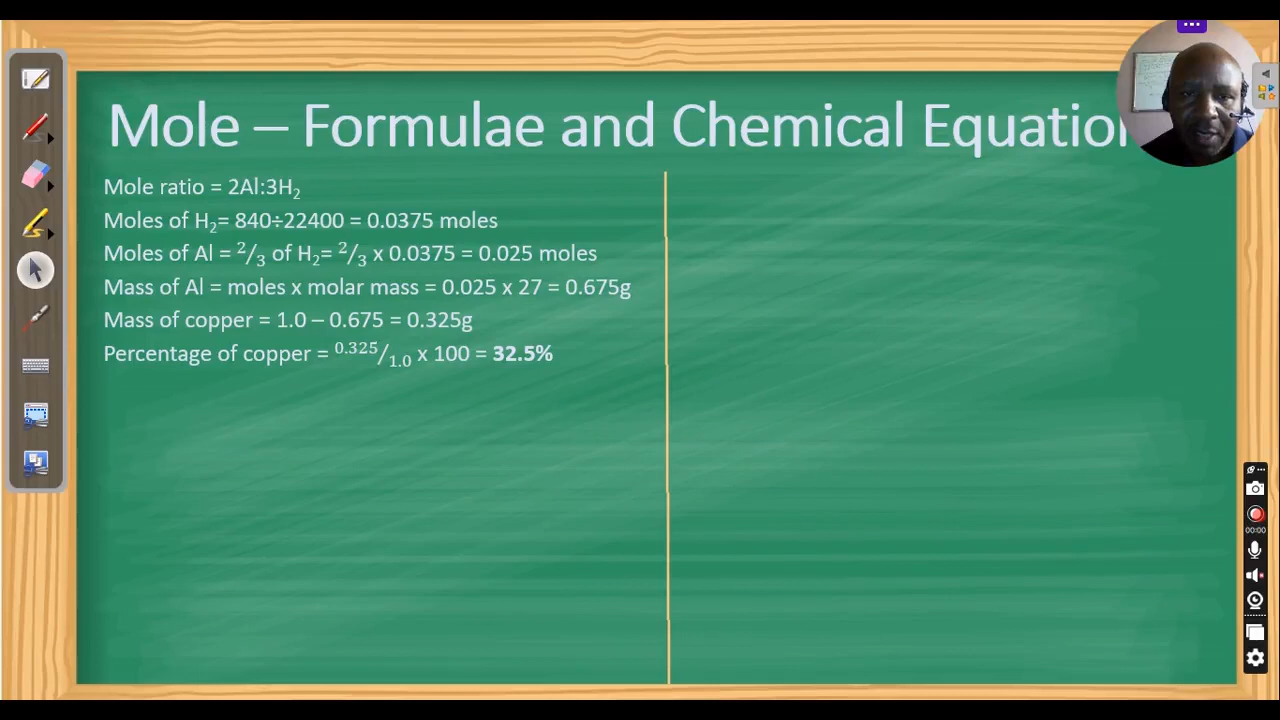 Mole – Formulae and Chemical Equation
Mole ratio = 2Al:3H₂
Moles of H₂= 840÷22400 = 0.0375 moles
Moles of Al = ²/₃ of H₂= ²/₃ x 0.0375 = 0.025 moles
Mass of Al = moles x molar mass = 0.025 x 27 = 0.675g
Mass of copper = 1.0 – 0.675 = 0.325g
Percentage of copper = 0.325/1.0 x 100 = 32.5%
00:00